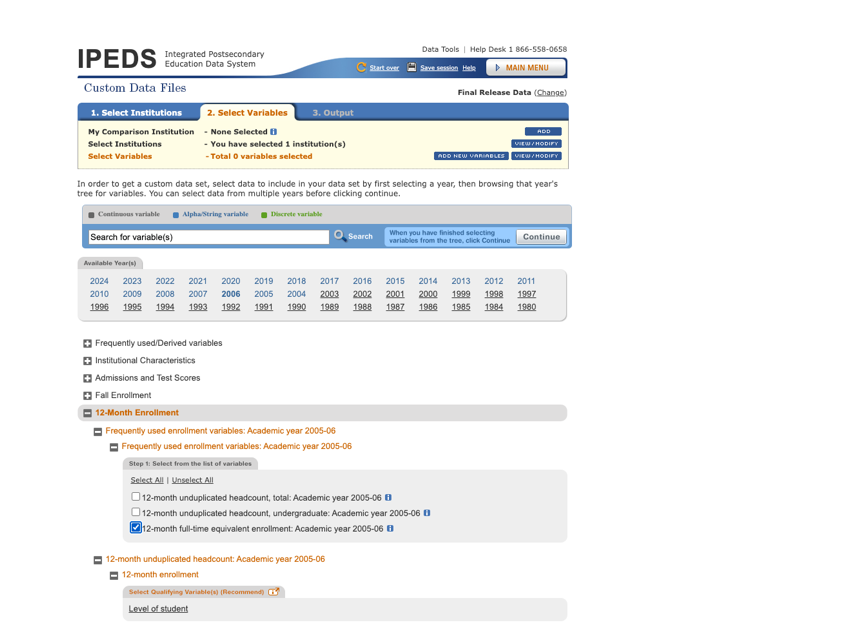 IPEDS Integrated Postsecondary
Education Data System
Data Tools | Help Desk 1 866-558-0658
Start over Save session Help MAIN MENU
Custom Data Files
Final Release Data (Change)
1. Select Institutions 2. Select Variables 3. Output
My Comparison Institution - None Selected i ADD
Select Institutions - You have selected 1 institution(s) VIEW/MODIFY
Select Variables - Total 0 variables selected ADD NEW VARIABLES VIEW/MODIFY
In order to get a custom data set, select data to include in your data set by first selecting a year, then browsing that year's
tree for variables. You can select data from multiple years before clicking continue.
Continuous variable Alpha/String variable Discrete variable
Search for variable(s) Search
When you have finished selecting
variables from the tree, click Continue
Continue
Available Year(s)
2024 2023 2022 2021 2020 2019 2018 2017 2016 2015 2014 2013 2012 2011
2010 2009 2008 2007 2006 2005 2004 2003 2002 2001 2000 1999 1998 1997
1996 1995 1994 1993 1992 1991 1990 1989 1988 1987 1986 1985 1984 1980
Frequently used/Derived variables
Institutional Characteristics
Admissions and Test Scores
Fall Enrollment
12-Month Enrollment
Frequently used enrollment variables: Academic year 2005-06
Frequently used enrollment variables: Academic year 2005-06
Step 1: Select from the list of variables
Select All | Unselect All
12-month unduplicated headcount, total: Academic year 2005-06 i
12-month unduplicated headcount, undergraduate: Academic year 2005-06 i
12-month full-time equivalent enrollment: Academic year 2005-06 i
12-month unduplicated headcount: Academic year 2005-06
12-month enrollment
Select Qualifying Variable(s) (Recommend)
Level of student